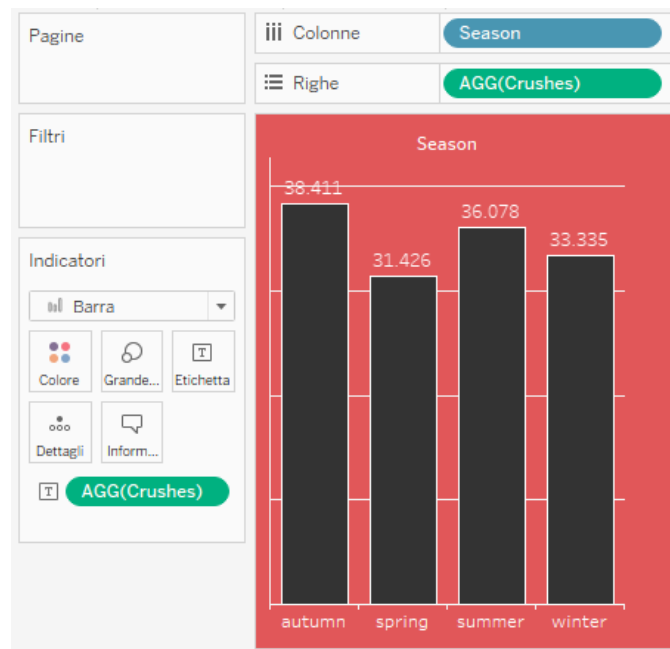 Pagine
Colonne
Season
Righe
AGG(Crushes)
Filtri
Indicatori
Barra
Colore
Grande...
Etichetta
Dettagli
Inform...
T
AGG(Crushes)
Season
38.411
31.426
36.078
33.335
autumn
spring
summer
winter